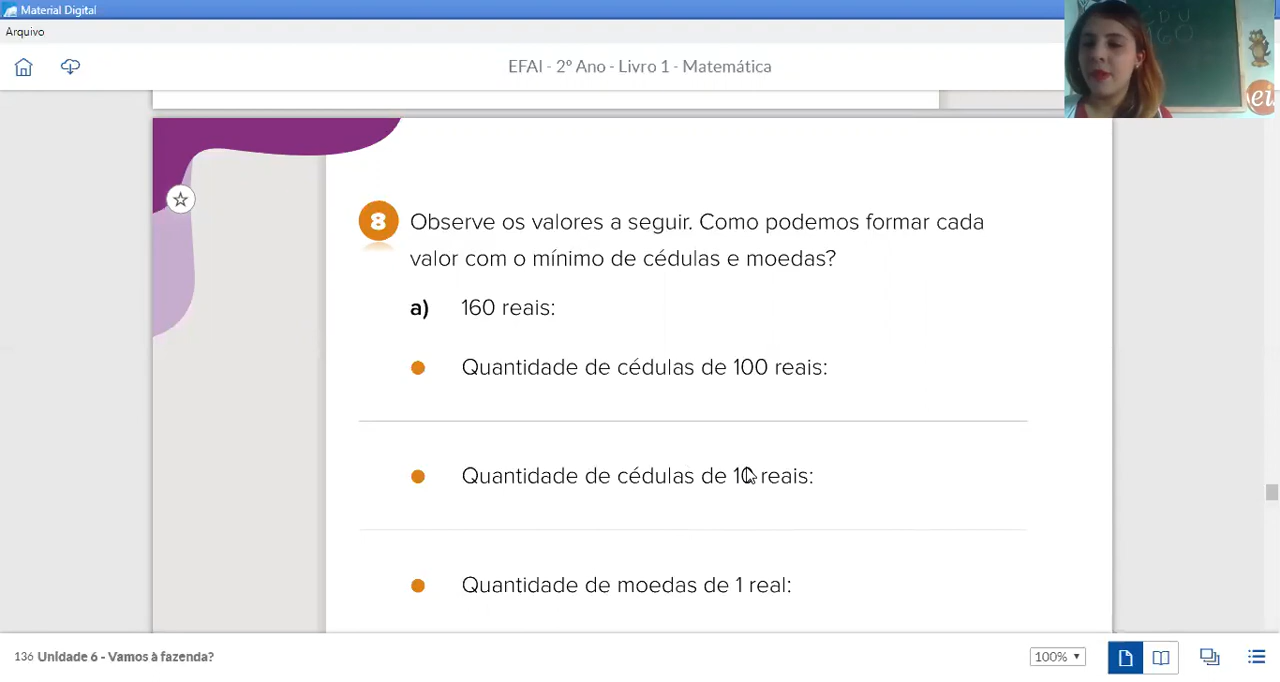 Material Digital
Arquivo
EFAI - 2º Ano - Livro 1 - Matemática
C D U
160
8 Observe os valores a seguir. Como podemos formar cada
valor com o mínimo de cédulas e moedas?
a) 160 reais:
Quantidade de cédulas de 100 reais:
Quantidade de cédulas de 10 reais:
Quantidade de moedas de 1 real:
136 Unidade 6 - Vamos à fazenda?
100%